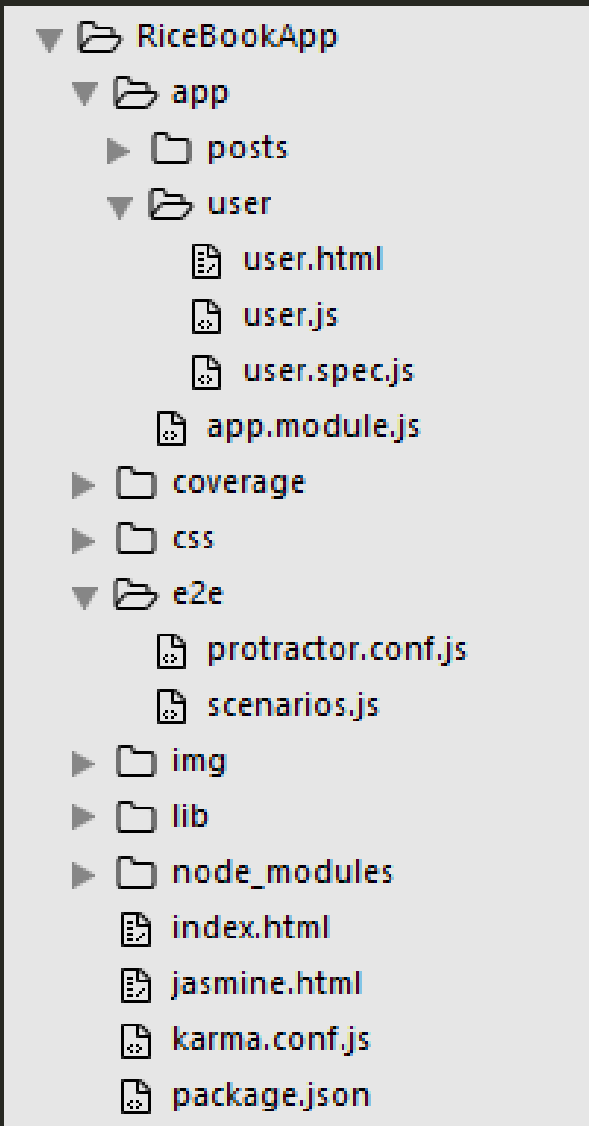 RiceBookApp
app
posts
user
user.html
user.js
user.spec.js
app.module.js
coverage
css
e2e
protractor.conf.js
scenarios.js
img
lib
node_modules
index.html
jasmine.html
karma.conf.js
package.json